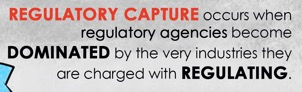 REGULATORY CAPTURE occurs when
regulatory agencies become
DOMINATED by the very industries they
are charged with REGULATING.